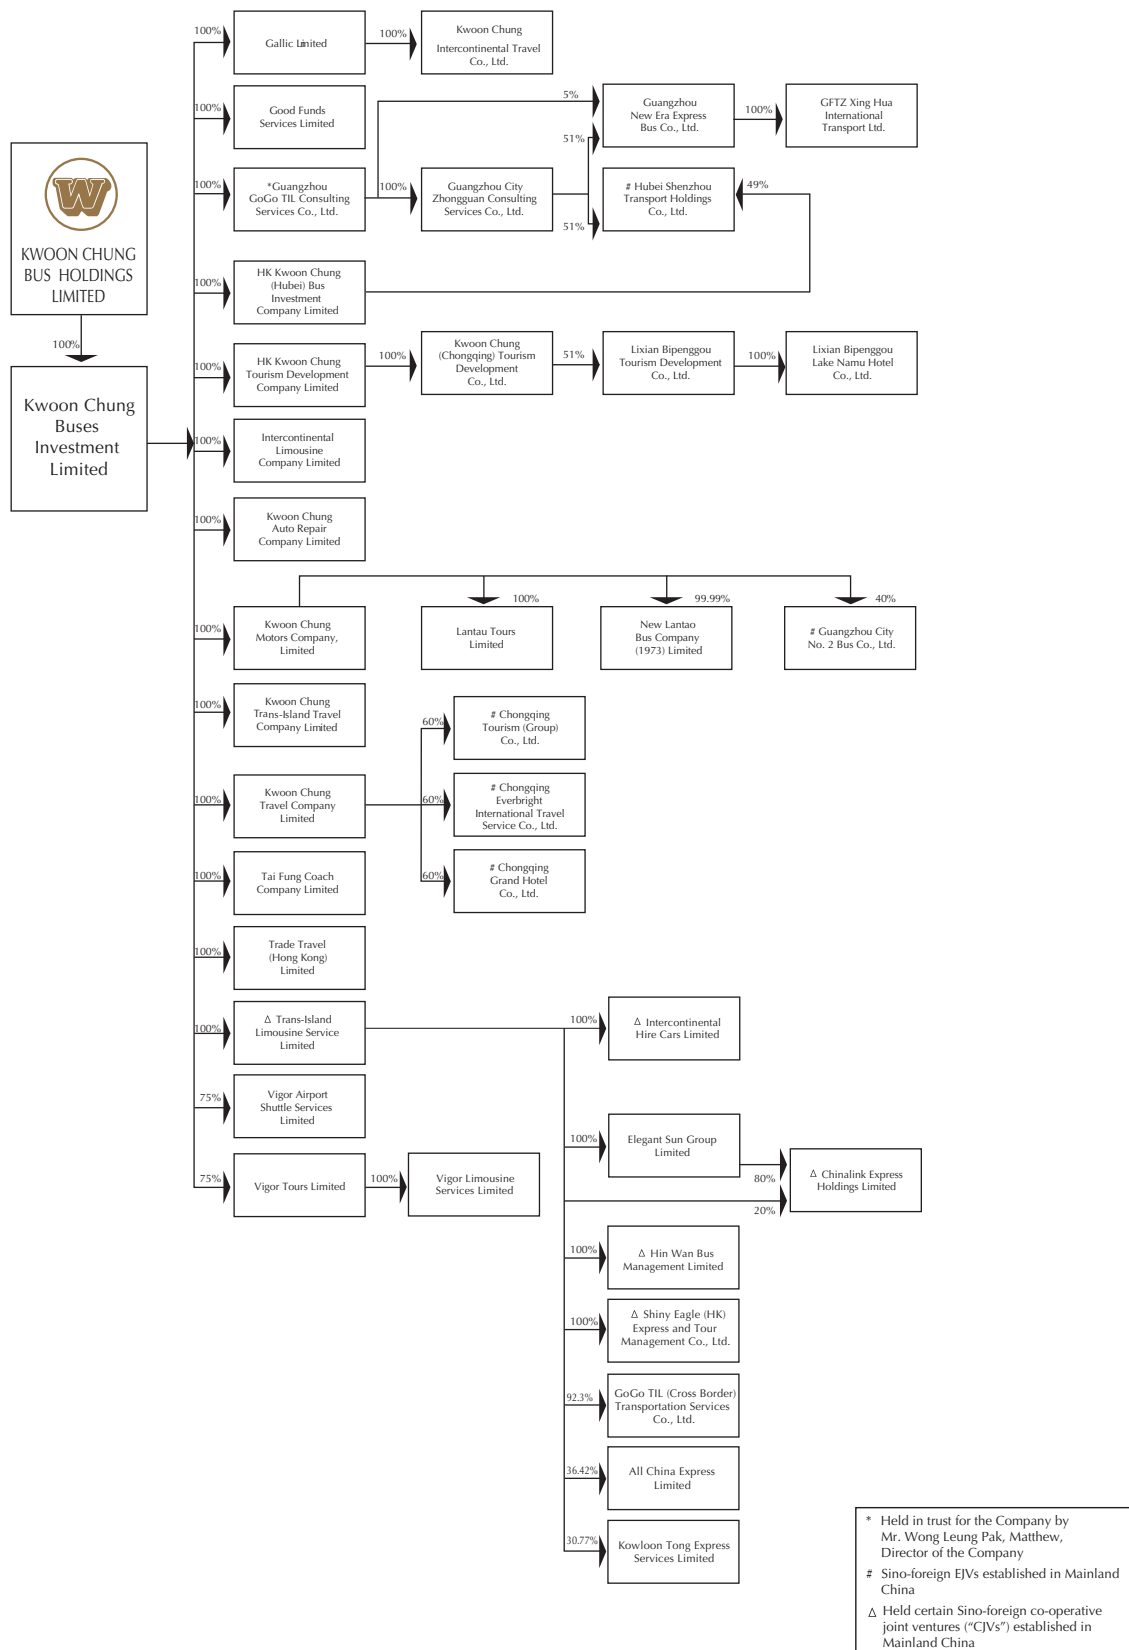 W
KWOON CHUNG
BUS HOLDINGS
LIMITED
100%
Kwoon Chung
Buses
Investment
Limited
100%
Gallic Limited
100%
Kwoon Chung
Intercontinental Travel
Co., Ltd.
100%
Good Funds
Services Limited
100%
*Guangzhou
GoGo TIL Consulting
Services Co., Ltd.
100%
Guangzhou City
Zhongguan Consulting
Services Co., Ltd.
5%
51%
Guangzhou
New Era Express
Bus Co., Ltd.
100%
GFTZ Xing Hua
International
Transport Ltd.
51%
# Hubei Shenzhou
Transport Holdings
Co., Ltd.
49%
100%
HK Kwoon Chung
(Hubei) Bus
Investment
Company Limited
100%
HK Kwoon Chung
Tourism Development
Company Limited
100%
Kwoon Chung
(Chongqing) Tourism
Development
Co., Ltd.
51%
Lixian Bipenggou
Tourism Development
Co., Ltd.
100%
Lixian Bipenggou
Lake Namu Hotel
Co., Ltd.
100%
Intercontinental
Limousine
Company Limited
100%
Kwoon Chung
Auto Repair
Company Limited
100%
Kwoon Chung
Motors Company,
Limited
100%
Lantau Tours
Limited
99.99%
New Lantao
Bus Company
(1973) Limited
40%
# Guangzhou City
No. 2 Bus Co., Ltd.
100%
Kwoon Chung
Trans-Island Travel
Company Limited
100%
Kwoon Chung
Travel Company
Limited
60%
# Chongqing
Tourism (Group)
Co., Ltd.
60%
# Chongqing
Everbright
International Travel
Service Co., Ltd.
60%
# Chongqing
Grand Hotel
Co., Ltd.
100%
Tai Fung Coach
Company Limited
100%
Trade Travel
(Hong Kong)
Limited
100%
Δ Trans-Island
Limousine Service
Limited
100%
Δ Intercontinental
Hire Cars Limited
75%
Vigor Airport
Shuttle Services
Limited
100%
Elegant Sun Group
Limited
80%
20%
Δ Chinalink Express
Holdings Limited
75%
Vigor Tours Limited
100%
Vigor Limousine
Services Limited
100%
Δ Hin Wan Bus
Management Limited
100%
Δ Shiny Eagle (HK)
Express and Tour
Management Co., Ltd.
92.3%
GoGo TIL (Cross Border)
Transportation Services
Co., Ltd.
36.42%
All China Express
Limited
30.77%
Kowloon Tong Express
Services Limited
* Held in trust for the Company by
Mr. Wong Leung Pak, Matthew,
Director of the Company
# Sino-foreign EJVs established in Mainland
China
Δ Held certain Sino-foreign co-operative
joint ventures (“CJVs”) established in
Mainland China